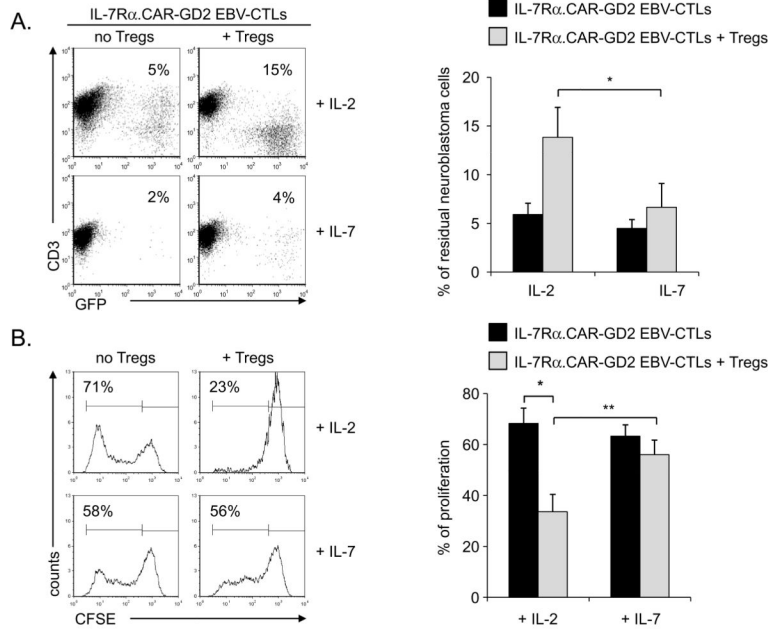 A.
IL-7Rα.CAR-GD2 EBV-CTLs
no Tregs + Tregs
5% 15%
+ IL-2
2% 4%
+ IL-7
CD3
GFP
IL-7Rα.CAR-GD2 EBV-CTLs
IL-7Rα.CAR-GD2 EBV-CTLs + Tregs
% of residual neuroblastoma cells
20
15
10
5
0
*
IL-2 IL-7
B.
no Tregs + Tregs
71% 23%
+ IL-2
58% 56%
+ IL-7
counts
CFSE
IL-7Rα.CAR-GD2 EBV-CTLs
IL-7Rα.CAR-GD2 EBV-CTLs + Tregs
% of proliferation
80
60
40
20
0
*
**
+ IL-2 + IL-7